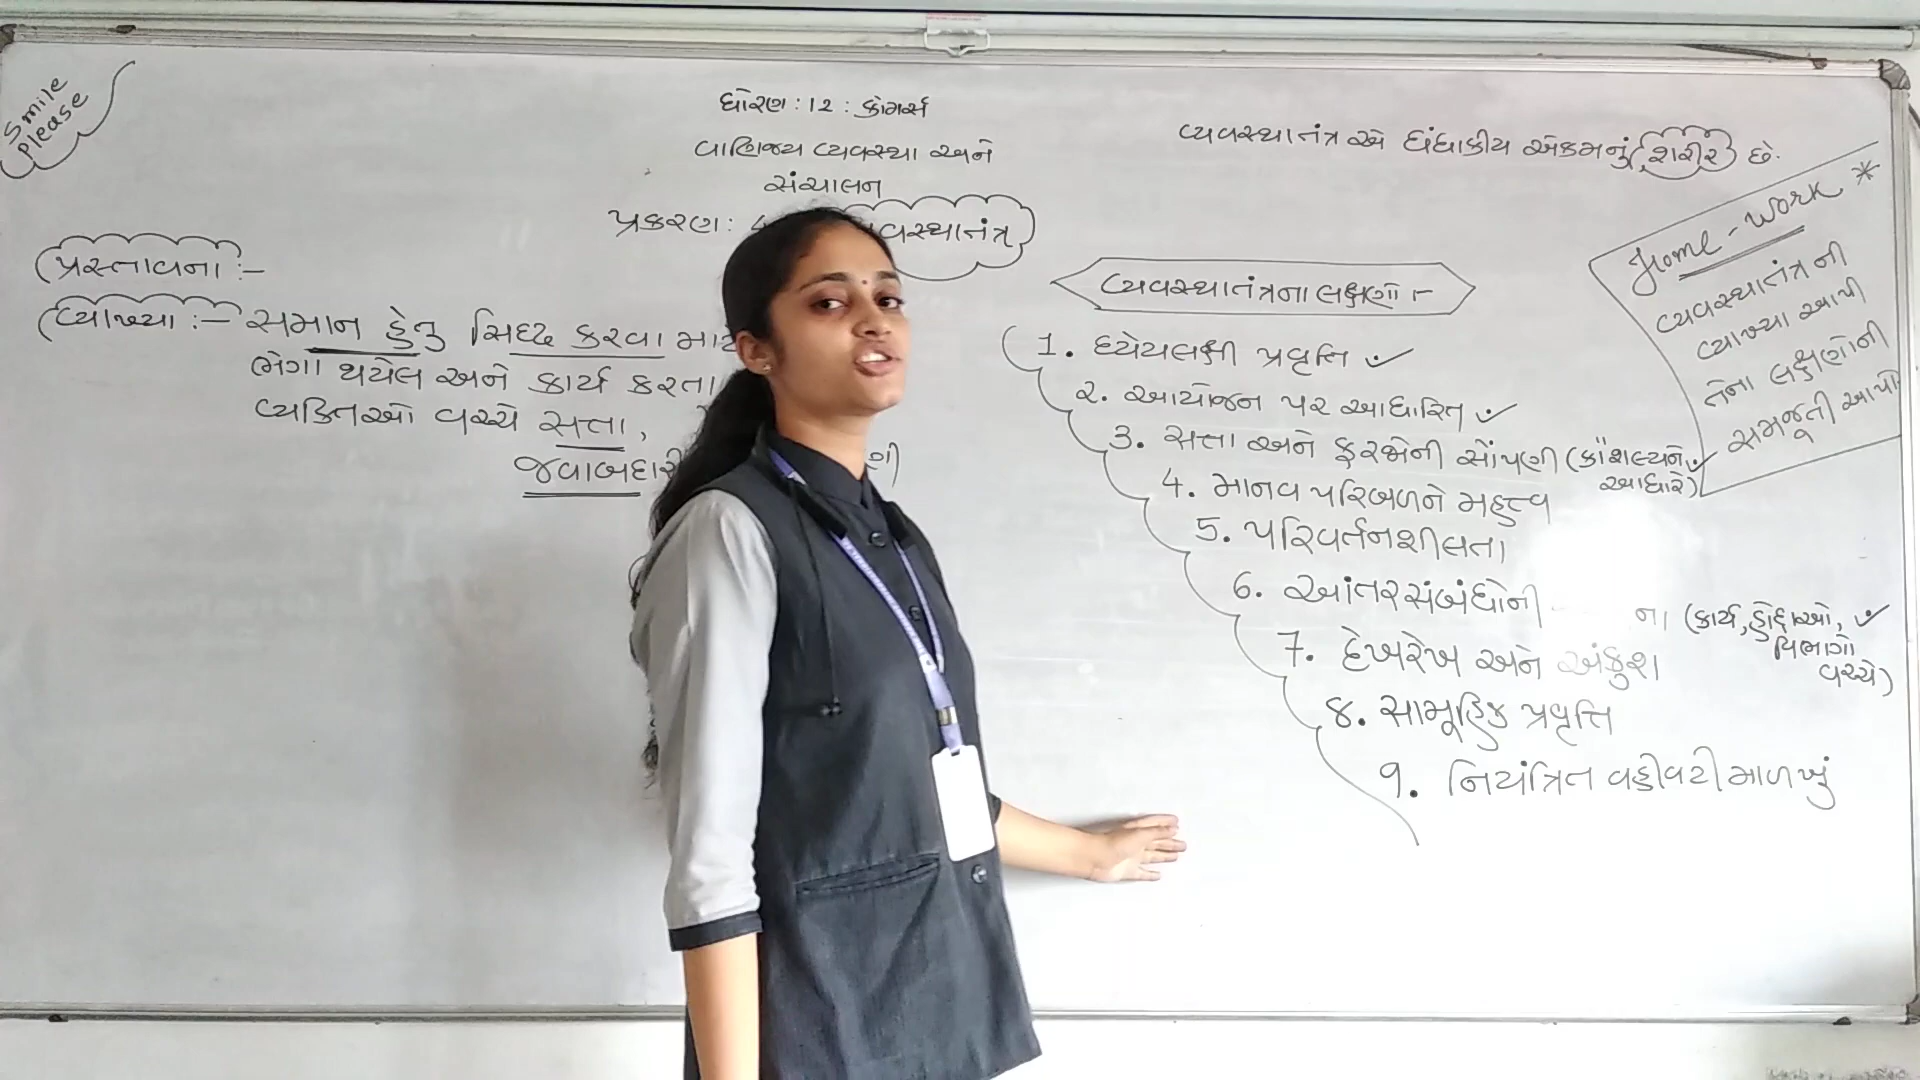 Smile
Please
ધોરણ : 12 : કોમર્સ
વાણિજ્ય વ્યવસ્થા અને
સંચાલન
પ્રકરણ : 4 વસ્થાતંત્ર
વ્યવસ્થાતંત્ર એ ધંધાકીય એકમનું શરીર છે.
પ્રસ્તાવના :-
વ્યાખ્યા :- સમાન હેતુ સિદ્ધ કરવા માટે
ભેગા થયેલ અને કાર્ય કરતા
વ્યક્તિઓ વચ્ચે સત્તા,
જવાબદારી ણી
વ્યવસ્થાતંત્રના લક્ષણો :-
1. ધ્યેયલક્ષી પ્રવૃત્તિ ✓
2. આયોજન પર આધારિત ✓
3. સત્તા અને ફરજોની સોંપણી (કૌશલ્યને ✓
આધારે)
4. માનવ પરિબળને મહત્ત્વ
5. પરિવર્તનશીલતા
6. આંતરસંબંધોની ના (કાર્ય, હોદ્દાઓ, ✓
વિભાગો
વચ્ચે)
7. દેખરેખ અને અંકુશ
8. સામૂહિક પ્રવૃત્તિ
9. નિયંત્રિત વહીવટી માળખું
Home-Work *
વ્યવસ્થાતંત્રની
વ્યાખ્યા આપી
તેના લક્ષણોની
સમજૂતી આપો